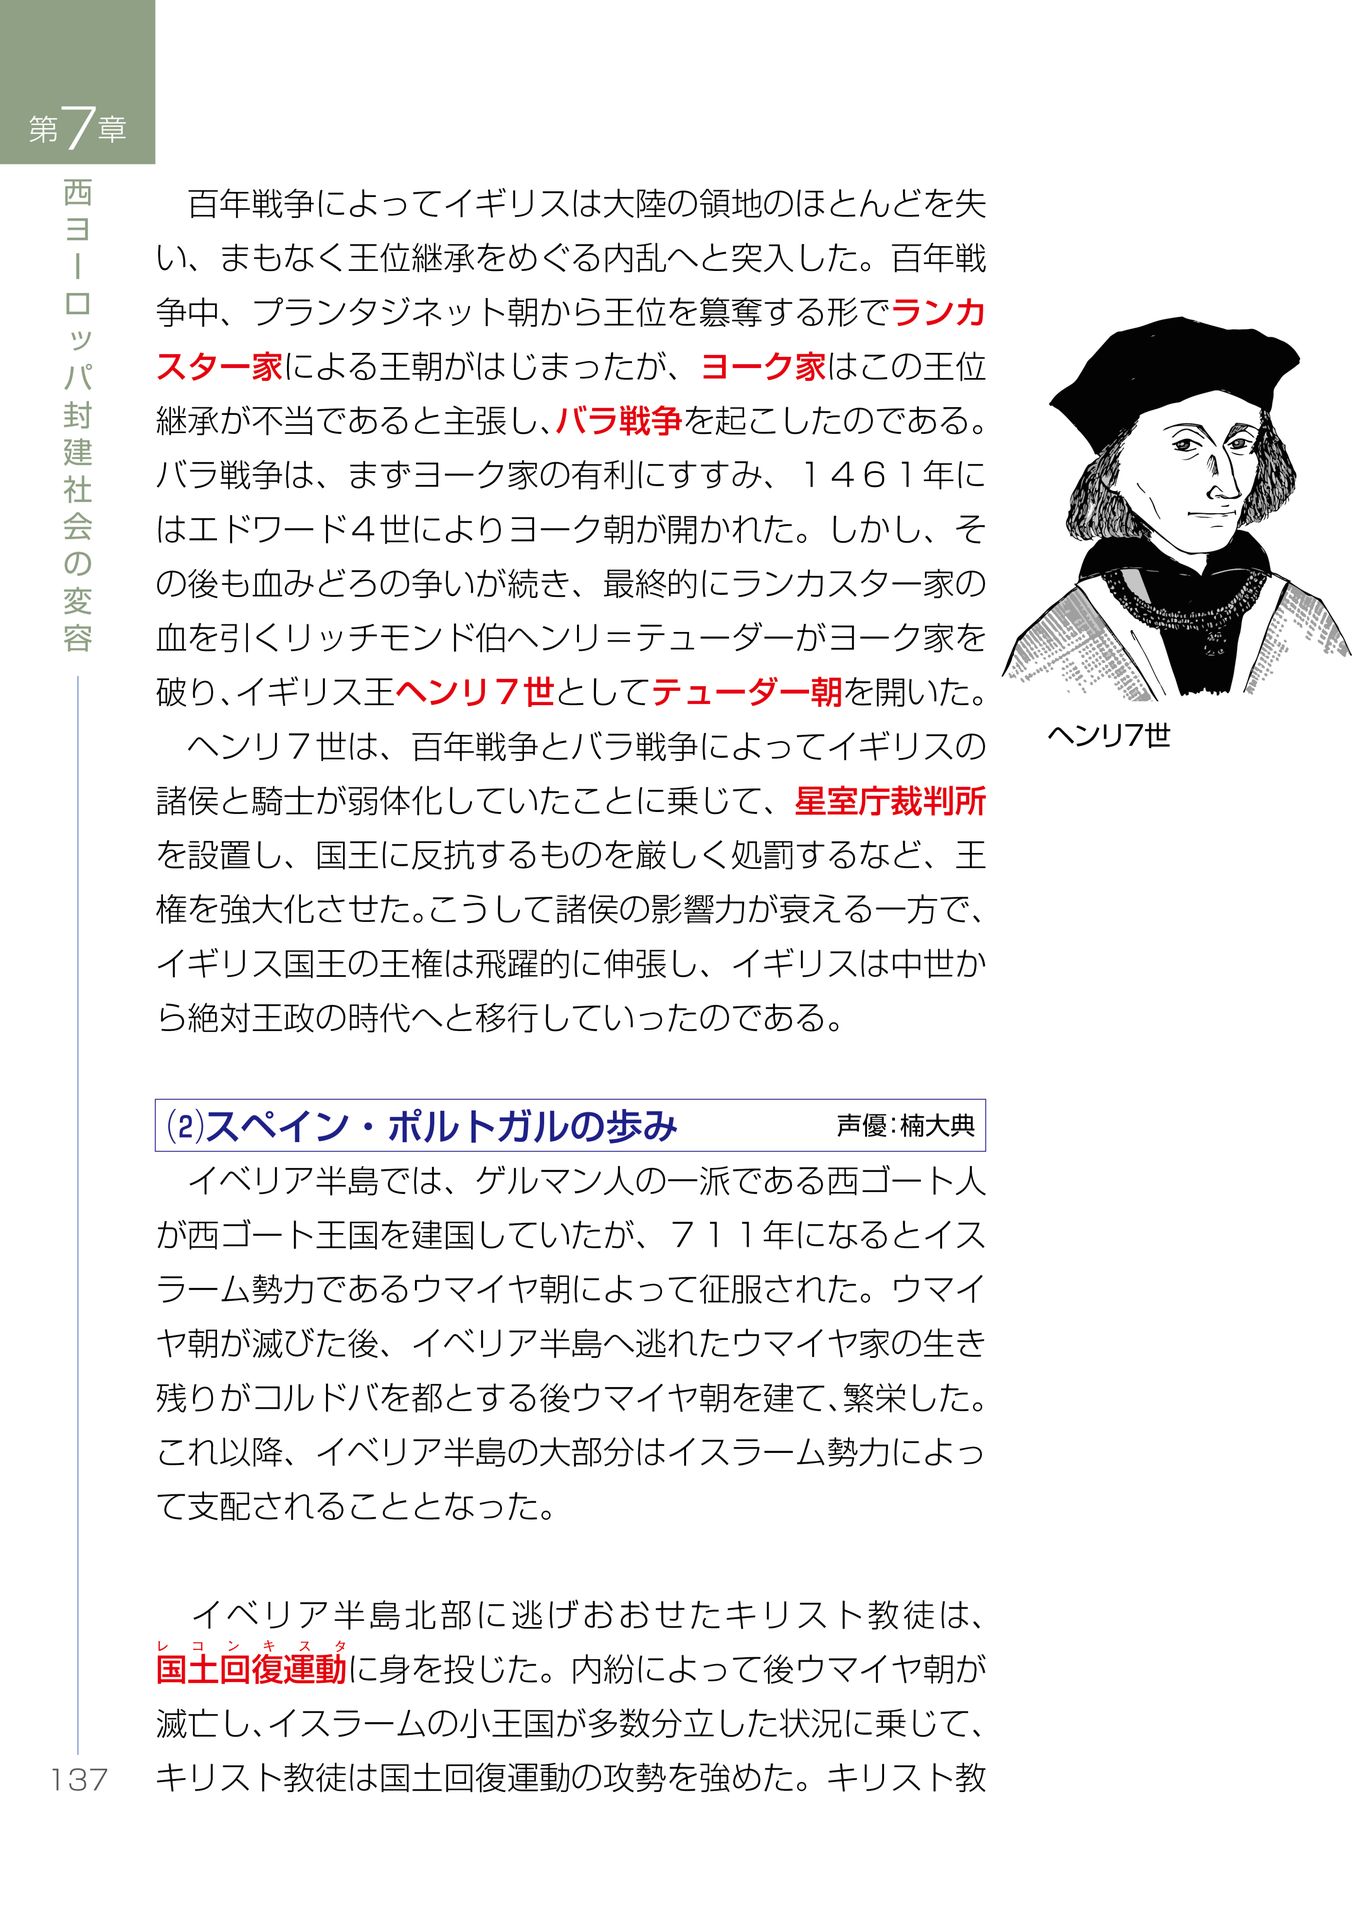 第7章
西ヨーロッパ封建社会の変容
　百年戦争によってイギリスは大陸の領地のほとんどを失
い、まもなく王位継承をめぐる内乱へと突入した。百年戦
争中、プランタジネット朝から王位を簒奪する形でランカ
スター家による王朝がはじまったが、ヨーク家はこの王位
継承が不当であると主張し、バラ戦争を起こしたのである。
バラ戦争は、まずヨーク家の有利にすすみ、１４６１年に
はエドワード４世によりヨーク朝が開かれた。しかし、そ
の後も血みどろの争いが続き、最終的にランカスター家の
血を引くリッチモンド伯ヘンリ＝テューダーがヨーク家を
破り、イギリス王ヘンリ７世としてテューダー朝を開いた。
　ヘンリ７世は、百年戦争とバラ戦争によってイギリスの
諸侯と騎士が弱体化していたことに乗じて、星室庁裁判所
を設置し、国王に反抗するものを厳しく処罰するなど、王
権を強大化させた。こうして諸侯の影響力が衰える一方で、
イギリス国王の王権は飛躍的に伸張し、イギリスは中世か
ら絶対王政の時代へと移行していったのである。
ヘンリ7世
⑵スペイン・ポルトガルの歩み　声優：楠大典
　イベリア半島では、ゲルマン人の一派である西ゴート人
が西ゴート王国を建国していたが、７１１年になるとイス
ラーム勢力であるウマイヤ朝によって征服された。ウマイ
ヤ朝が滅びた後、イベリア半島へ逃れたウマイヤ家の生き
残りがコルドバを都とする後ウマイヤ朝を建て、繁栄した。
これ以降、イベリア半島の大部分はイスラーム勢力によっ
て支配されることとなった。
　イベリア半島北部に逃げおおせたキリスト教徒は、
レコンキスタ
国土回復運動に身を投じた。内紛によって後ウマイヤ朝が
滅亡し、イスラームの小王国が多数分立した状況に乗じて、
キリスト教徒は国土回復運動の攻勢を強めた。キリスト教
137